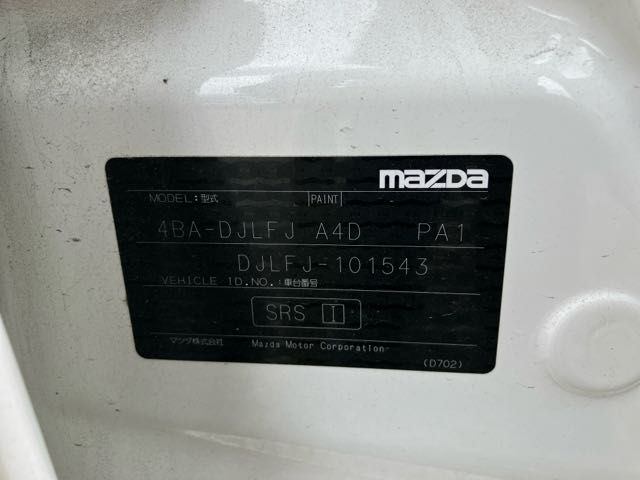 mazda
MODEL:型式 |PAINT|
4BA-DJLFJ A4D PA1
DJLFJ-101543
VEHICLE ID.NO.:車台番号
SRS II
マツダ株式会社 Mazda Motor Corporation
(D702)